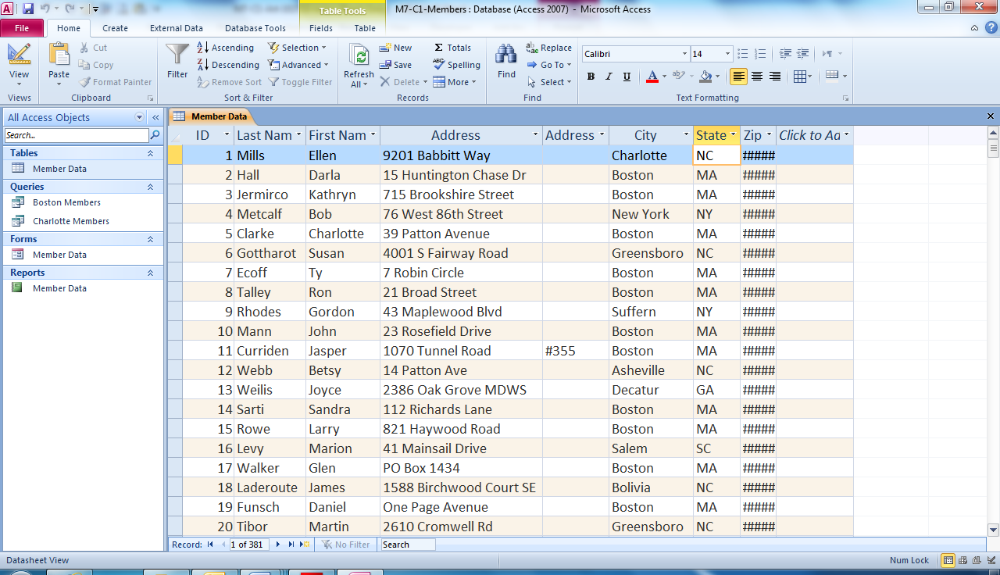 Table Tools
M7-C1-Members : Database (Access 2007) - Microsoft Access
File Home Create External Data Database Tools Fields Table
View
Views
Paste
Cut
Copy
Format Painter
Clipboard
Filter
Ascending
Descending
Remove Sort
Selection
Advanced
Toggle Filter
Sort & Filter
Refresh All
New
Save
Delete
Totals
Spelling
More
Records
Find
Replace
Go To
Select
Find
Calibri 14
B I U A ab
Text Formatting
All Access Objects
Search...
Tables
Member Data
Queries
Boston Members
Charlotte Members
Forms
Member Data
Reports
Member Data
Member Data
ID Last Nam First Nam Address Address City State Zip Click to Ad
1 Mills Ellen 9201 Babbitt Way Charlotte NC #####
2 Hall Darla 15 Huntington Chase Dr Boston MA #####
3 Jermirco Kathryn 715 Brookshire Street Boston MA #####
4 Metcalf Bob 76 West 86th Street New York NY #####
5 Clarke Charlotte 39 Patton Avenue Boston MA #####
6 Gottharot Susan 4001 S Fairway Road Greensboro NC #####
7 Ecoff Ty 7 Robin Circle Boston MA #####
8 Talley Ron 21 Broad Street Boston MA #####
9 Rhodes Gordon 43 Maplewood Blvd Suffern NY #####
10 Mann John 23 Rosefield Drive Boston MA #####
11 Curriden Jasper 1070 Tunnel Road #355 Boston MA #####
12 Webb Betsy 14 Patton Ave Asheville NC #####
13 Weilis Joyce 2386 Oak Grove MDWS Decatur GA #####
14 Sarti Sandra 112 Richards Lane Boston MA #####
15 Rowe Larry 821 Haywood Road Boston MA #####
16 Levy Marion 41 Mainsail Drive Salem SC #####
17 Walker Glen PO Box 1434 Boston MA #####
18 Laderoute James 1588 Birchwood Court SE Bolivia NC #####
19 Funsch Daniel One Page Avenue Boston MA #####
20 Tibor Martin 2610 Cromwell Rd Greensboro NC #####
Record: 1 of 381 No Filter Search
Datasheet View Num Lock